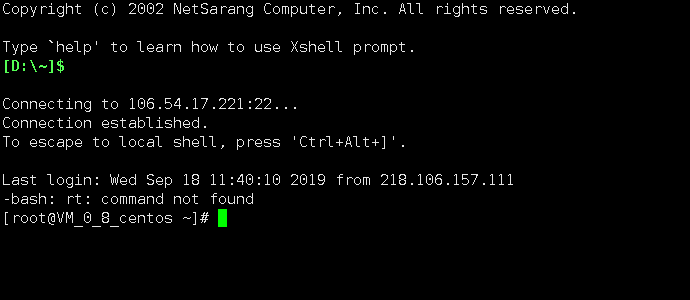 Copyright (c) 2002 NetSarang Computer, Inc. All rights reserved.
Type `help' to learn how to use Xshell prompt.
[D:\~]$
Connecting to 106.54.17.221:22...
Connection established.
To escape to local shell, press 'Ctrl+Alt+]'.
Last login: Wed Sep 18 11:40:10 2019 from 218.106.157.111
-bash: rt: command not found
[root@VM_0_8_centos ~]#